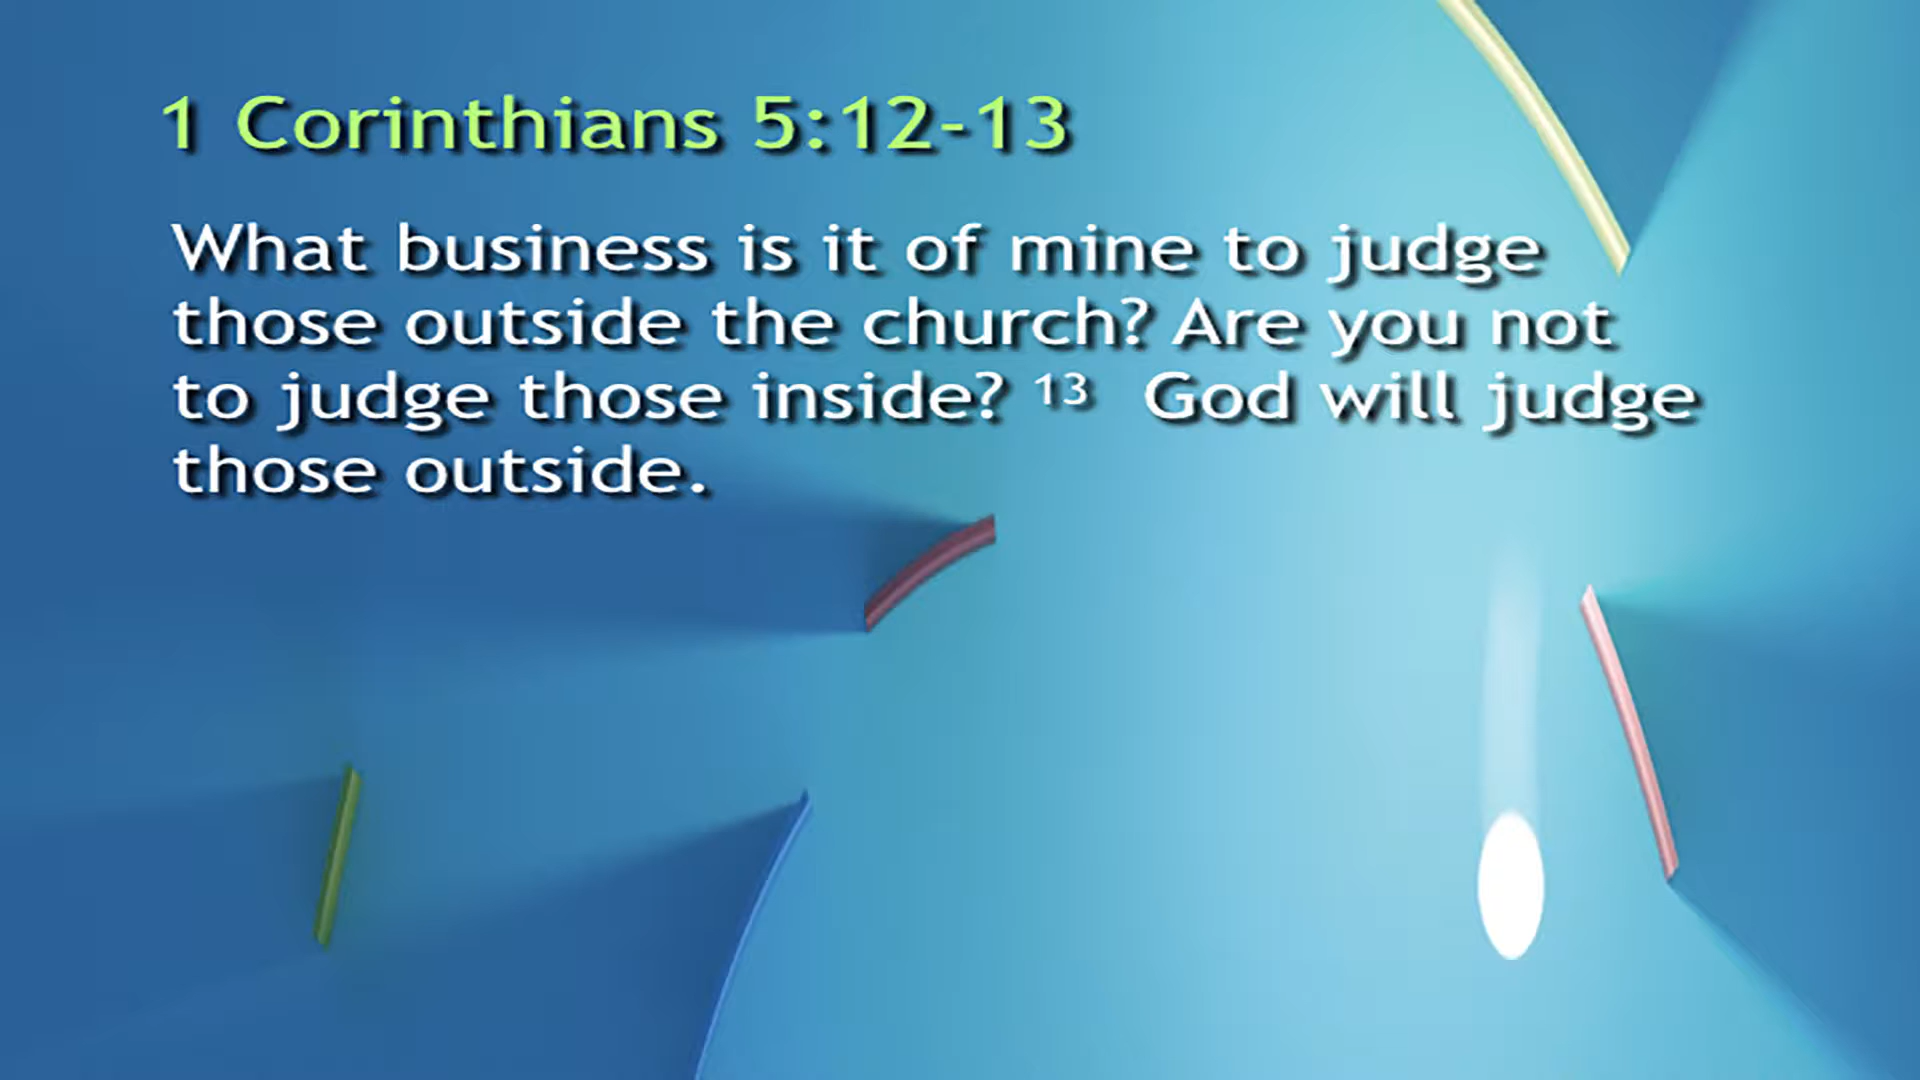 1 Corinthians 5:12-13
What business is it of mine to judge
those outside the church? Are you not
to judge those inside? 13 God will judge
those outside.